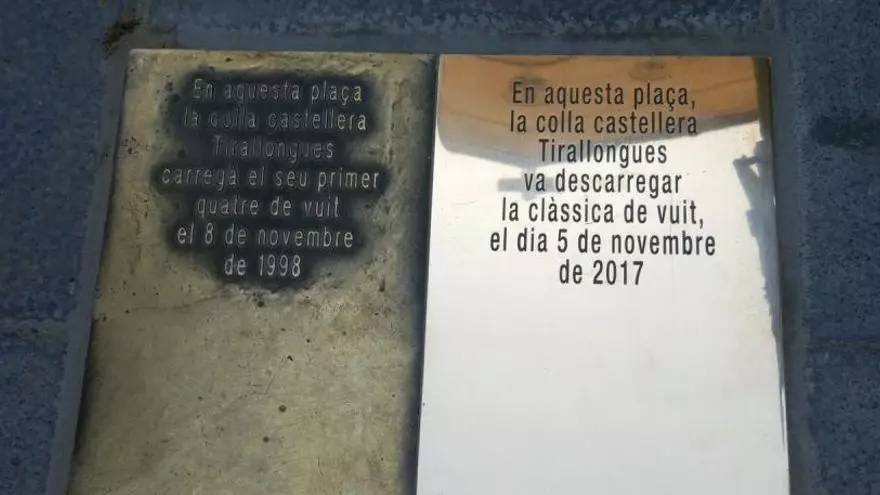 En aquesta plaça
la colla castellera
Tirallongues
carregà el seu primer
quatre de vuit
el 8 de novembre
de 1998
En aquesta plaça,
la colla castellera
Tirallongues
va descarregar
la clàssica de vuit,
el dia 5 de novembre
de 2017